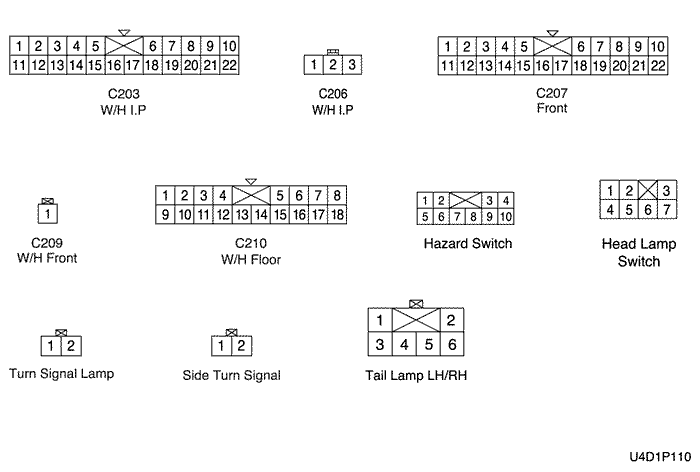 1 2 3 4 5 6 7 8 9 10
11 12 13 14 15 16 17 18 19 20 21 22
C203
W/H I.P
1 2 3
C206
W/H I.P
1 2 3 4 5 6 7 8 9 10
11 12 13 14 15 16 17 18 19 20 21 22
C207
Front
1
C209
W/H Front
1 2 3 4 5 6 7 8
9 10 11 12 13 14 15 16 17 18
C210
W/H Floor
1 2 3 4
5 6 7 8 9 10
Hazard Switch
1 2 3
4 5 6 7
Head Lamp
Switch
1 2
Turn Signal Lamp
1 2
Side Turn Signal
1 2
3 4 5 6
Tail Lamp LH/RH
U4D1P110